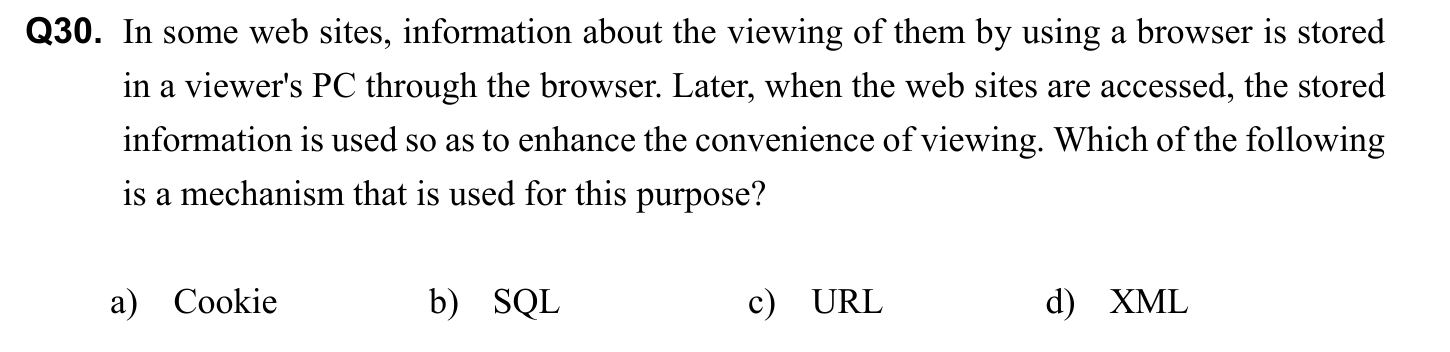 Q30. In some web sites, information about the viewing of them by using a browser is stored
in a viewer's PC through the browser. Later, when the web sites are accessed, the stored
information is used so as to enhance the convenience of viewing. Which of the following
is a mechanism that is used for this purpose?
a) Cookie b) SQL c) URL d) XML